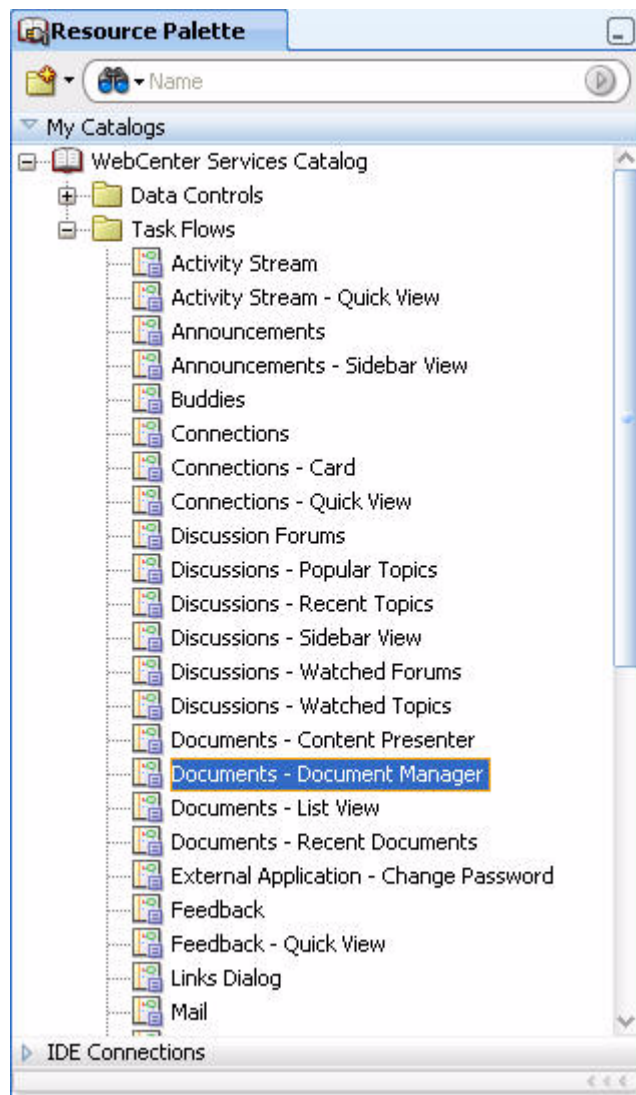 Resource Palette
Name
My Catalogs
WebCenter Services Catalog
Data Controls
Task Flows
Activity Stream
Activity Stream - Quick View
Announcements
Announcements - Sidebar View
Buddies
Connections
Connections - Card
Connections - Quick View
Discussion Forums
Discussions - Popular Topics
Discussions - Recent Topics
Discussions - Sidebar View
Discussions - Watched Forums
Discussions - Watched Topics
Documents - Content Presenter
Documents - Document Manager
Documents - List View
Documents - Recent Documents
External Application - Change Password
Feedback
Feedback - Quick View
Links Dialog
Mail
IDE Connections